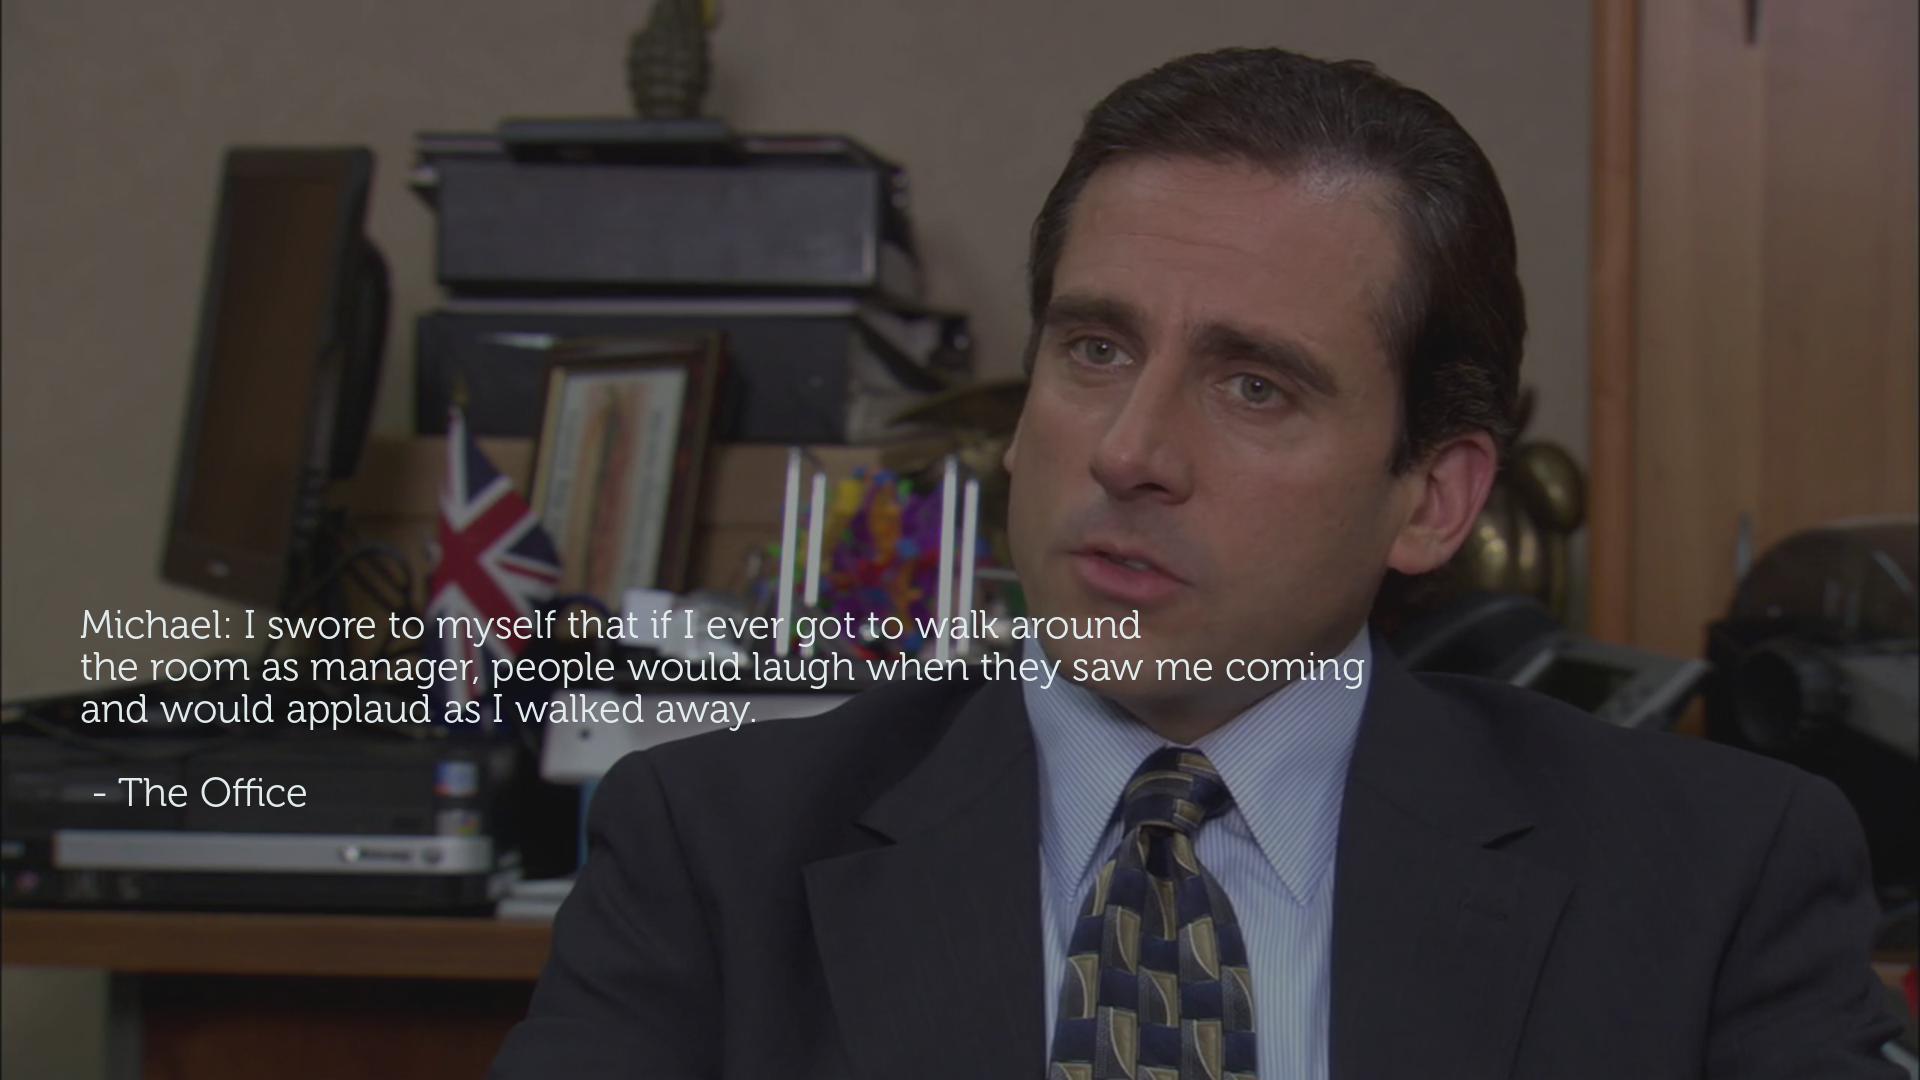 Michael: I swore to myself that if I ever got to walk around
the room as manager, people would laugh when they saw me coming
and would applaud as I walked away.
- The Office